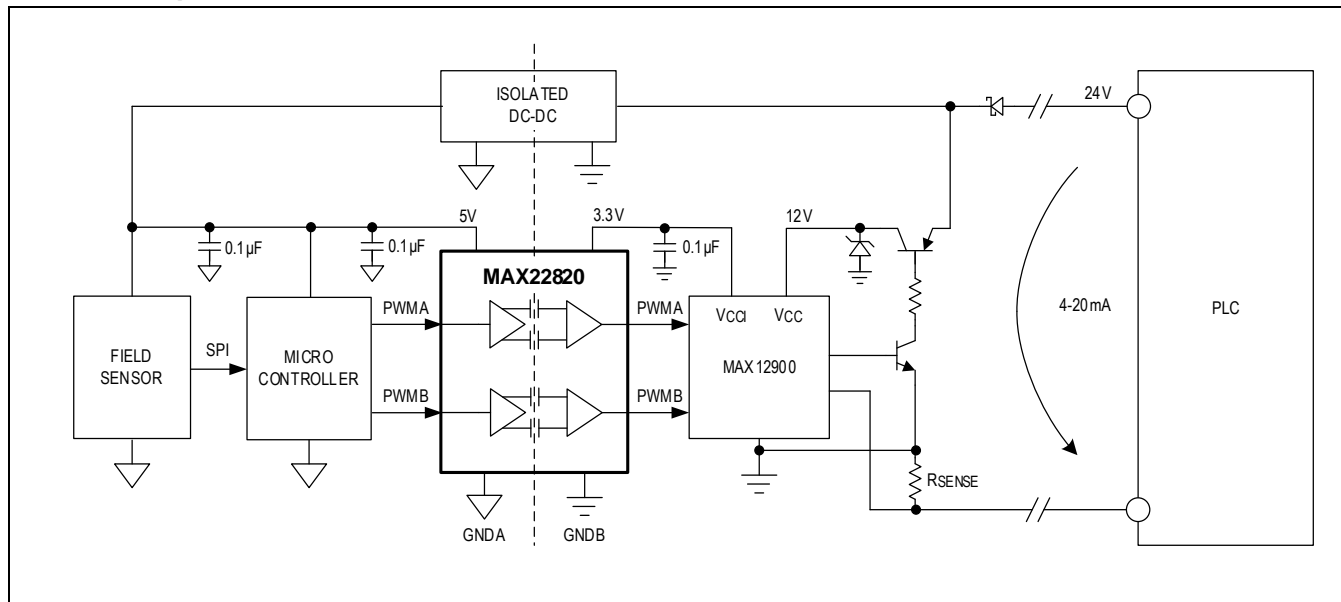 ISOLATED
DC-DC
24V
5V
3.3V
12V
0.1µF
0.1µF
0.1µF
MAX22820
PWMA
PWMA
VCCI
VCC
4-20mA
PLC
FIELD
SENSOR
SPI
MICRO
CONTROLLER
MAX12900
PWMB
PWMB
RSENSE
GNDA
GNDB